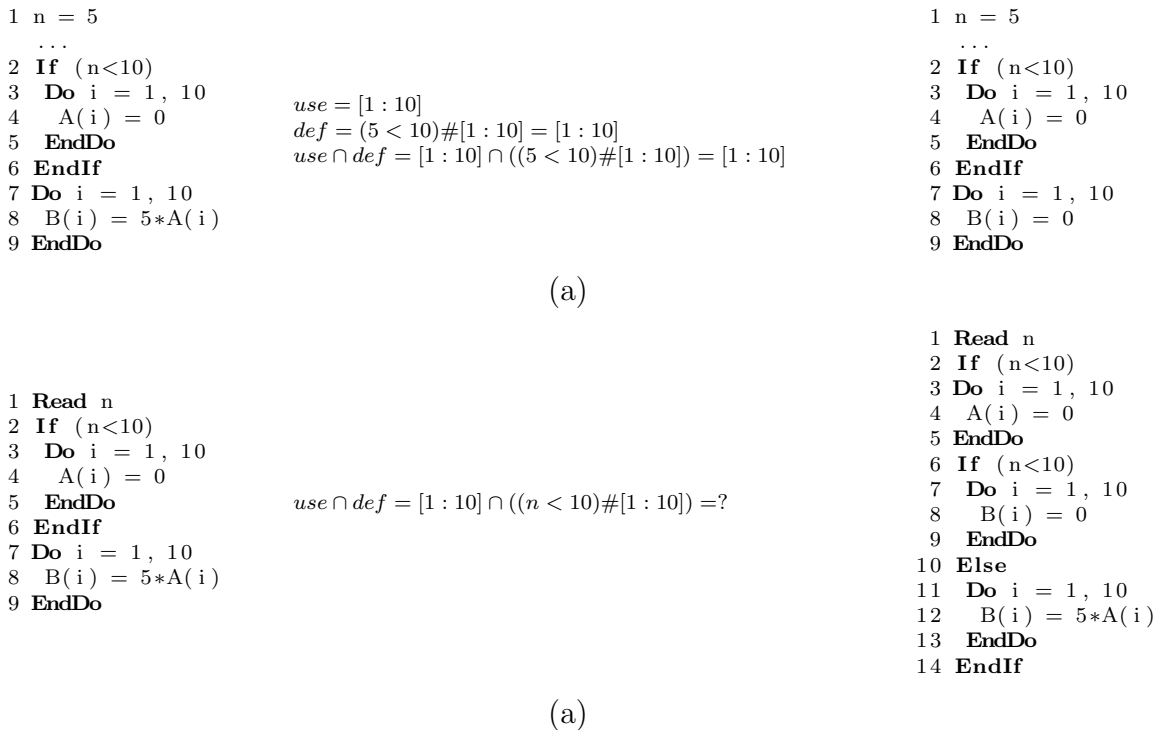 1 n = 5
...
2 If (n<10)
3 Do i = 1, 10
4 A(i) = 0
5 EndDo
6 EndIf
7 Do i = 1, 10
8 B(i) = 5*A(i)
9 EndDo
use = [1 : 10]
def = (5 < 10)#[1 : 10] = [1 : 10]
use ∩ def = [1 : 10] ∩ ((5 < 10)#[1 : 10]) = [1 : 10]
1 n = 5
...
2 If (n<10)
3 Do i = 1, 10
4 A(i) = 0
5 EndDo
6 EndIf
7 Do i = 1, 10
8 B(i) = 0
9 EndDo
(a)
1 Read n
2 If (n<10)
3 Do i = 1, 10
4 A(i) = 0
5 EndDo
6 EndIf
7 Do i = 1, 10
8 B(i) = 5*A(i)
9 EndDo
use ∩ def = [1 : 10] ∩ ((n < 10)#[1 : 10]) =?
1 Read n
2 If (n<10)
3 Do i = 1, 10
4 A(i) = 0
5 EndDo
6 If (n<10)
7 Do i = 1, 10
8 B(i) = 0
9 EndDo
10 Else
11 Do i = 1, 10
12 B(i) = 5*A(i)
13 EndDo
14 EndIf
(a)